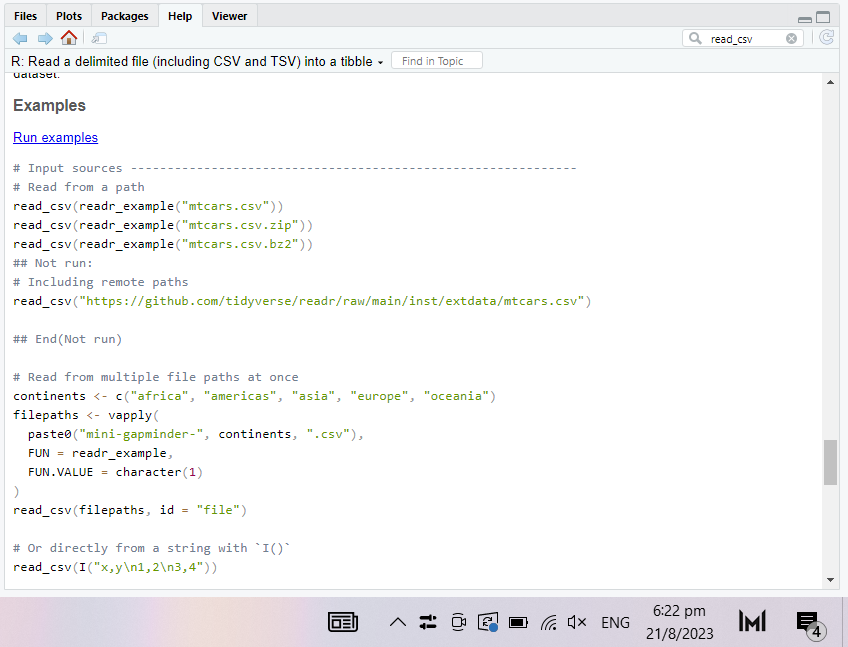 Files Plots Packages Help Viewer
read_csv
R: Read a delimited file (including CSV and TSV) into a tibble Find in Topic
dataset.
Examples
Run examples
# Input sources -------------------------------------------------------------
# Read from a path
read_csv(readr_example("mtcars.csv"))
read_csv(readr_example("mtcars.csv.zip"))
read_csv(readr_example("mtcars.csv.bz2"))
## Not run:
# Including remote paths
read_csv("https://github.com/tidyverse/readr/raw/main/inst/extdata/mtcars.csv")
## End(Not run)
# Read from multiple file paths at once
continents <- c("africa", "americas", "asia", "europe", "oceania")
filepaths <- vapply(
  paste0("mini-gapminder-", continents, ".csv"),
  FUN = readr_example,
  FUN.VALUE = character(1)
)
read_csv(filepaths, id = "file")
# Or directly from a string with `I()`
read_csv(I("x,y\n1,2\n3,4"))
ENG
6:22 pm
21/8/2023
4